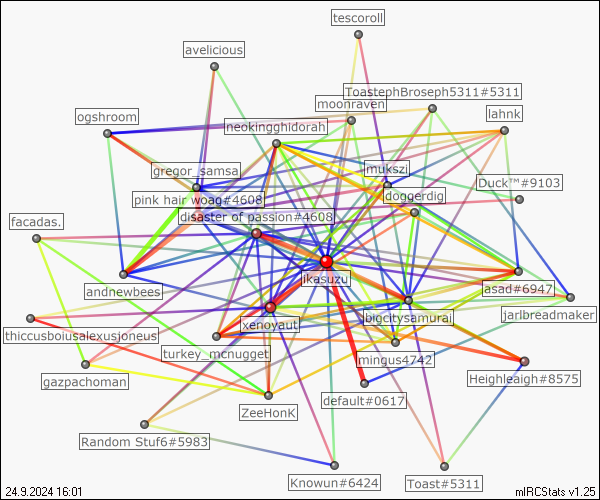 tescoroll
avelicious
ToastephBroseph5311#5311
moonraven
ogshroom
lahnk
neokingghidorah
gregor_samsa
mukszi
Duck™#9103
pink hair woag#4608
doggerdig
disaster of passion#4608
facadas.
ikasuzu
andnewbees
asad#6947
jarlbreadmaker
bigcitysamurai
xenoyaut
thiccusboiusalexusjoneus
turkey_mcnugget
mingus4742
gazpachoman
Heighleaigh#8575
default#0617
ZeeHonK
Random Stuf6#5983
Knowun#6424
Toast#5311
24.9.2024 16:01
mIRCStats v1.25